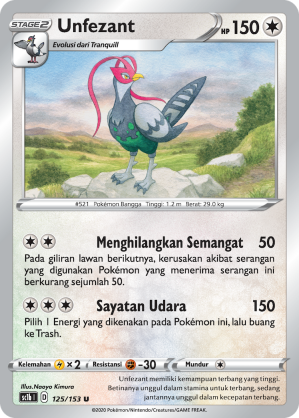 STAGE 2 Unfezant HP 150
Evolusi dari Tranquill
#521 Pokémon Bangga Tinggi: 1.2 m Berat: 29.0 kg
Menghilangkan Semangat 50
Pada giliran lawan berikutnya, kerusakan akibat serangan
yang digunakan Pokémon yang menerima serangan ini
berkurang sejumlah 50.
Sayatan Udara 150
Pilih 1 Energy yang dikenakan pada Pokémon ini, lalu buang
ke Trash.
Kelemahan ×2 Resistansi -30 Mundur
Illus. Naoyo Kimura
sc1b I D 125/153 U
Unfezant memiliki kemampuan terbang yang tinggi.
Betinanya unggul dalam stamina terbang, sedang
jantannya unggul dalam kecepatan terbang.
©2020 Pokémon/Nintendo/Creatures/GAME FREAK.